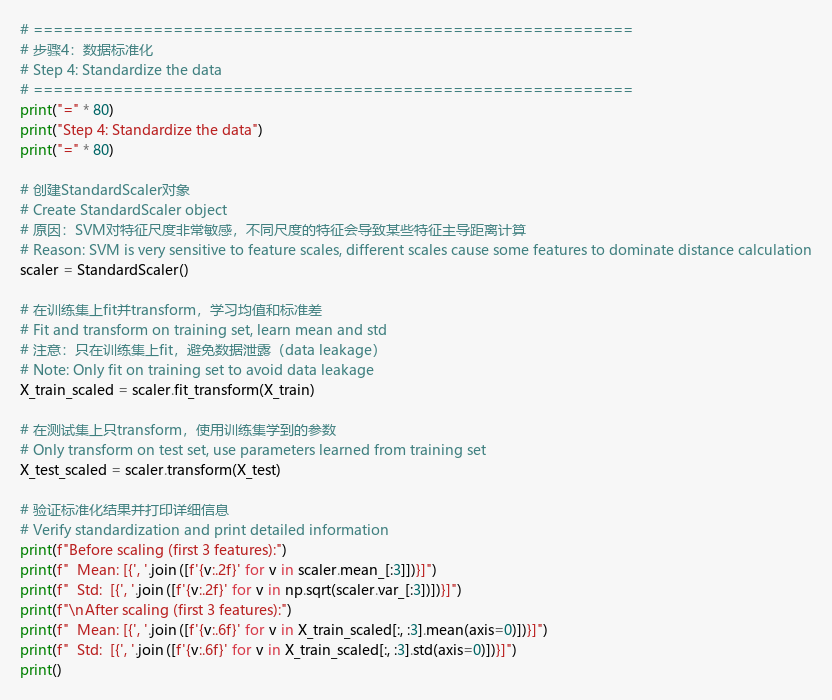 # ============================================================
# 步骤4：数据标准化
# Step 4: Standardize the data
# ============================================================
print("=" * 80)
print("Step 4: Standardize the data")
print("=" * 80)
# 创建StandardScaler对象
# Create StandardScaler object
# 原因：SVM对特征尺度非常敏感，不同尺度的特征会导致某些特征主导距离计算
# Reason: SVM is very sensitive to feature scales, different scales cause some features to dominate distance calculation
scaler = StandardScaler()
# 在训练集上fit并transform，学习均值和标准差
# Fit and transform on training set, learn mean and std
# 注意：只在训练集上fit，避免数据泄露（data leakage）
# Note: Only fit on training set to avoid data leakage
X_train_scaled = scaler.fit_transform(X_train)
# 在测试集上只transform，使用训练集学到的参数
# Only transform on test set, use parameters learned from training set
X_test_scaled = scaler.transform(X_test)
# 验证标准化结果并打印详细信息
# Verify standardization and print detailed information
print(f"Before scaling (first 3 features):")
print(f"  Mean: [{', '.join([f'{v:.2f}' for v in scaler.mean_[:3]])}]")
print(f"  Std:  [{', '.join([f'{v:.2f}' for v in np.sqrt(scaler.var_[:3])])}]")
print(f"\nAfter scaling (first 3 features):")
print(f"  Mean: [{', '.join([f'{v:.6f}' for v in X_train_scaled[:, :3].mean(axis=0)])}]")
print(f"  Std:  [{', '.join([f'{v:.6f}' for v in X_train_scaled[:, :3].std(axis=0)])}]")
print()